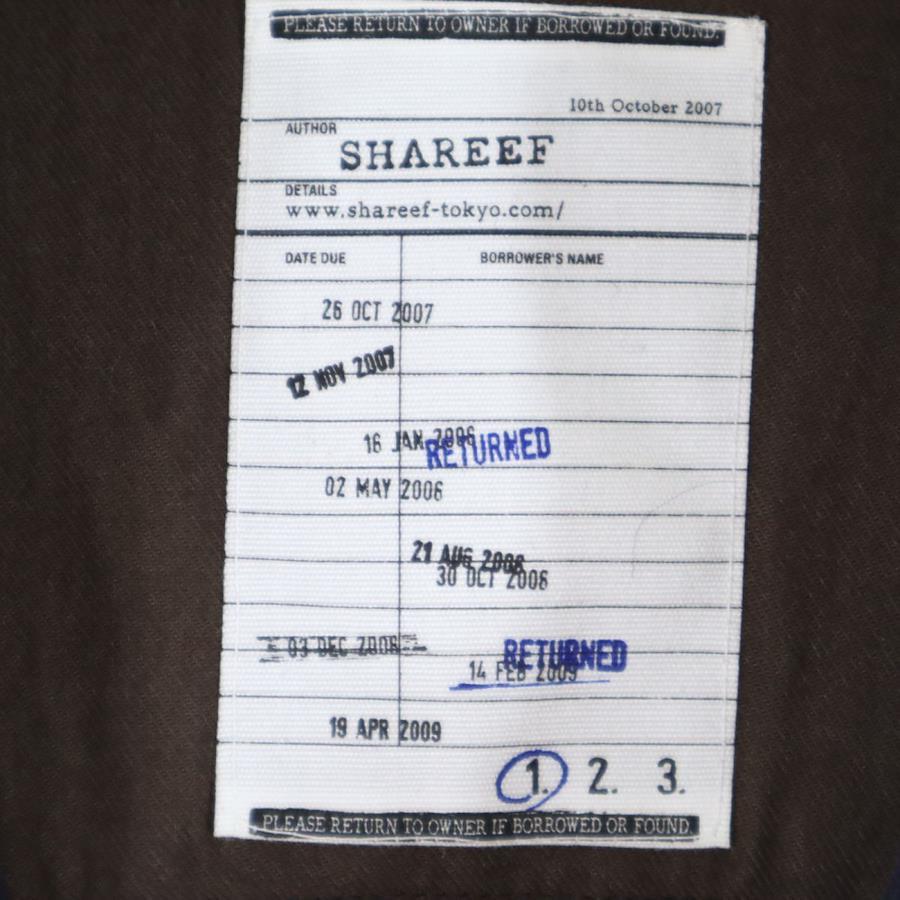 PLEASE RETURN TO OWNER IF BORROWED OR FOUND.
10th October 2007
AUTHOR
SHAREEF
DETAILS
www.shareef-tokyo.com/
DATE DUE BORROWER'S NAME
26 OCT 2007
12 NOV 2007
16 JAN 2006
RETURNED
02 MAY 2006
21 AUG 2006
30 OCT 2006
03 DEC 2008
RETURNED
14 FEB 2009
19 APR 2009
1. 2. 3.
PLEASE RETURN TO OWNER IF BORROWED OR FOUND.